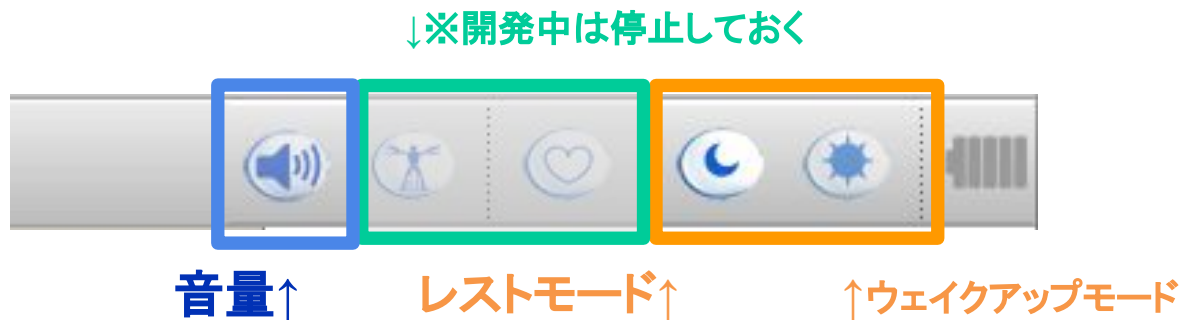 ↓※開発中は停止しておく
音量↑
レストモード↑
↑ウェイクアップモード